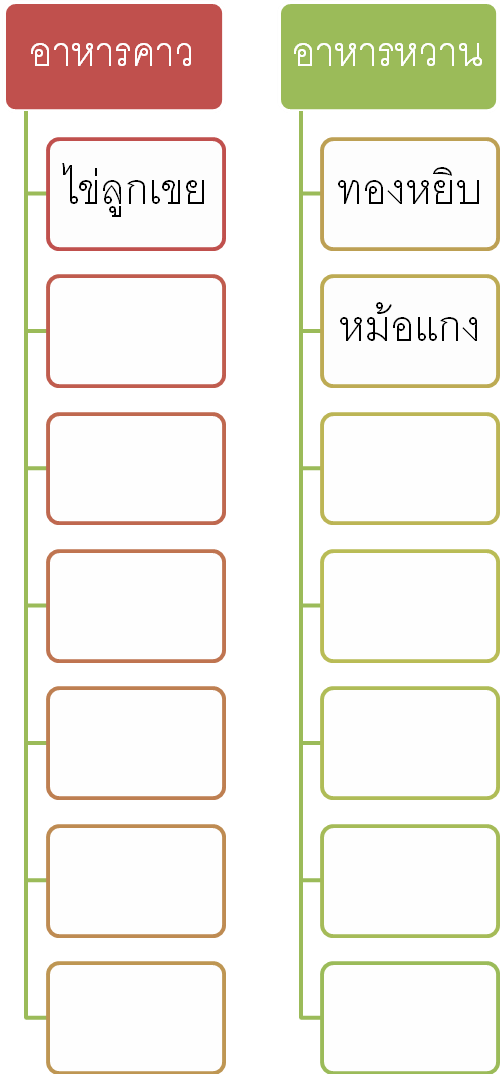 อาหารคาว
ไข่ลูกเขย
อาหารหวาน
ทองหยิบ
หม้อแกง